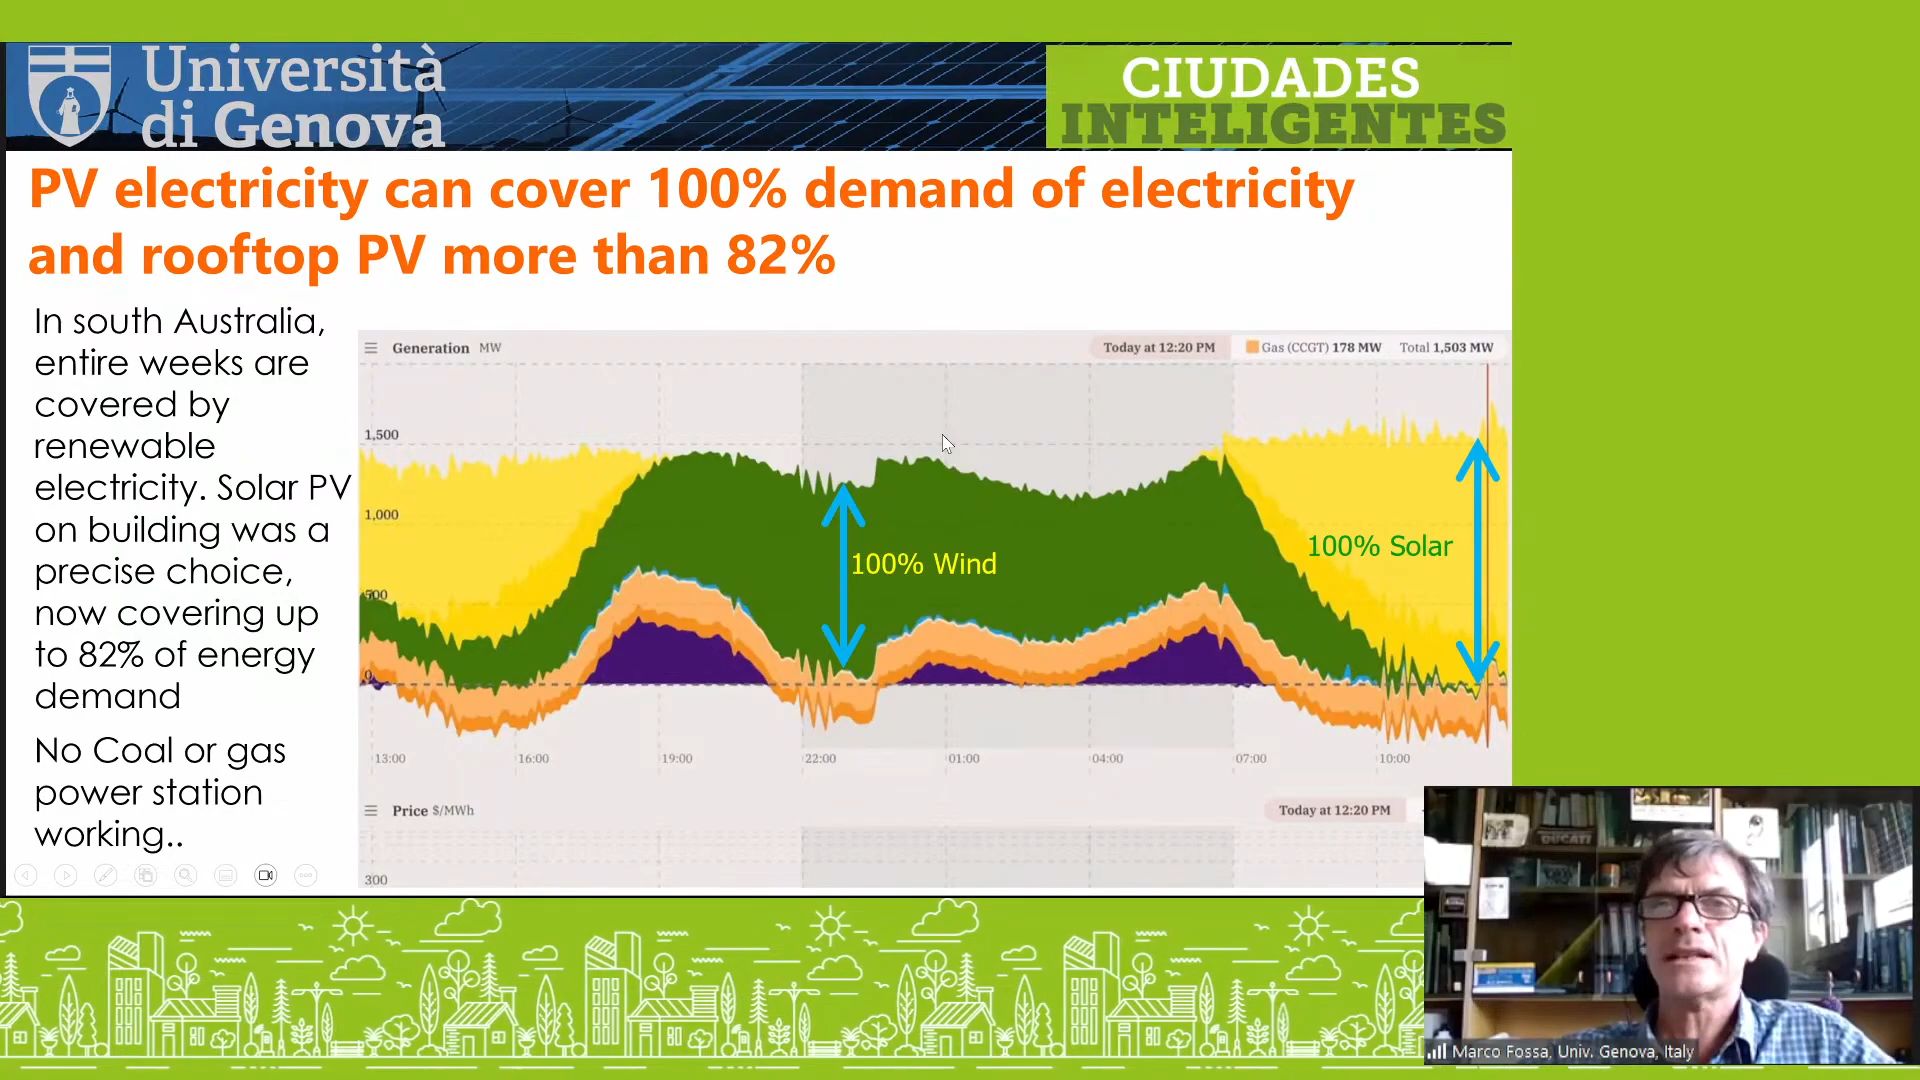 Università
di Genova
CIUDADES
INTELIGENTES
PV electricity can cover 100% demand of electricity
and rooftop PV more than 82%
In south Australia,
entire weeks are
covered by
renewable
electricity. Solar PV
on building was a
precise choice,
now covering up
to 82% of energy
demand
No Coal or gas
power station
working..
Generation MW
Today at 12:20 PM
Gas (CCGT) 178 MW Total 1,503 MW
1,500
1,000
500
0
100% Wind
100% Solar
13:00 16:00 19:00 22:00 01:00 04:00 07:00 10:00
Price $/MWh
Today at 12:20 PM
300
DUCATI
Marco Fossa, Univ. Genova, Italy